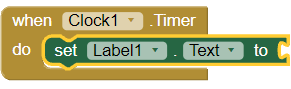 when Clock1 .Timer
do set Label1 . Text to